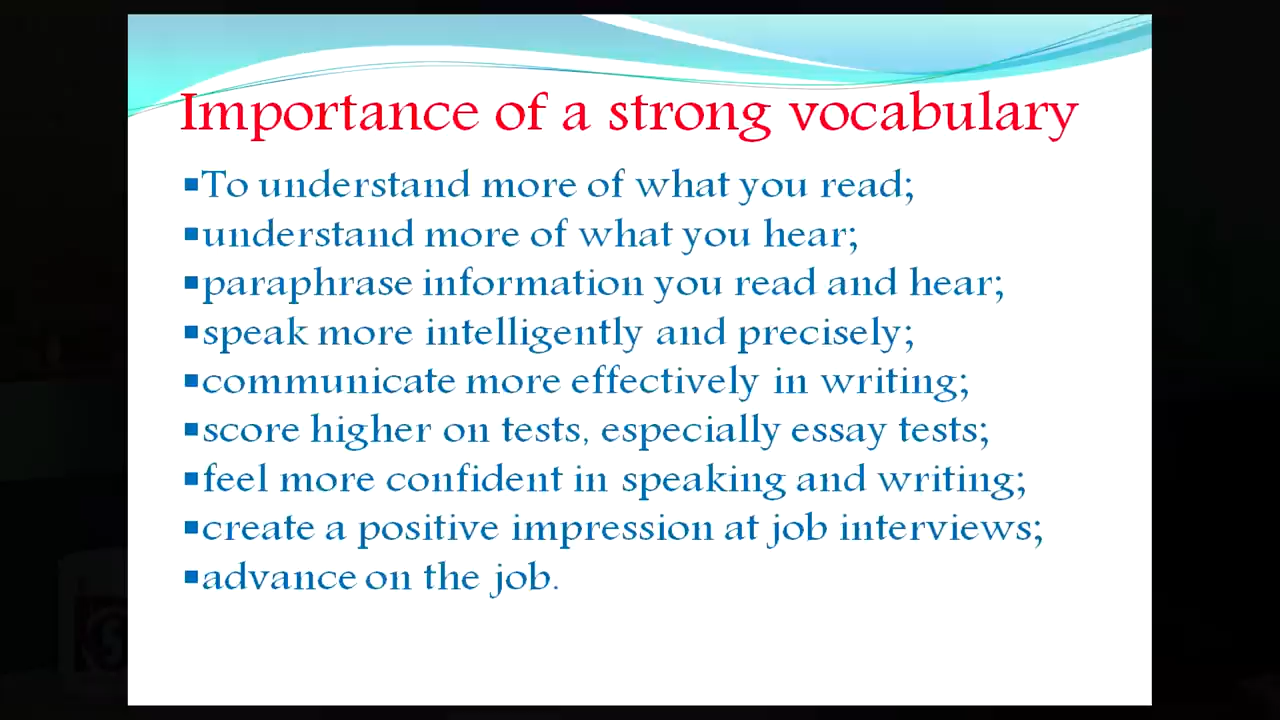 Importance of a strong vocabulary
▪To understand more of what you read;
▪understand more of what you hear;
▪paraphrase information you read and hear;
▪speak more intelligently and precisely;
▪communicate more effectively in writing;
▪score higher on tests, especially essay tests;
▪feel more confident in speaking and writing;
▪create a positive impression at job interviews;
▪advance on the job.